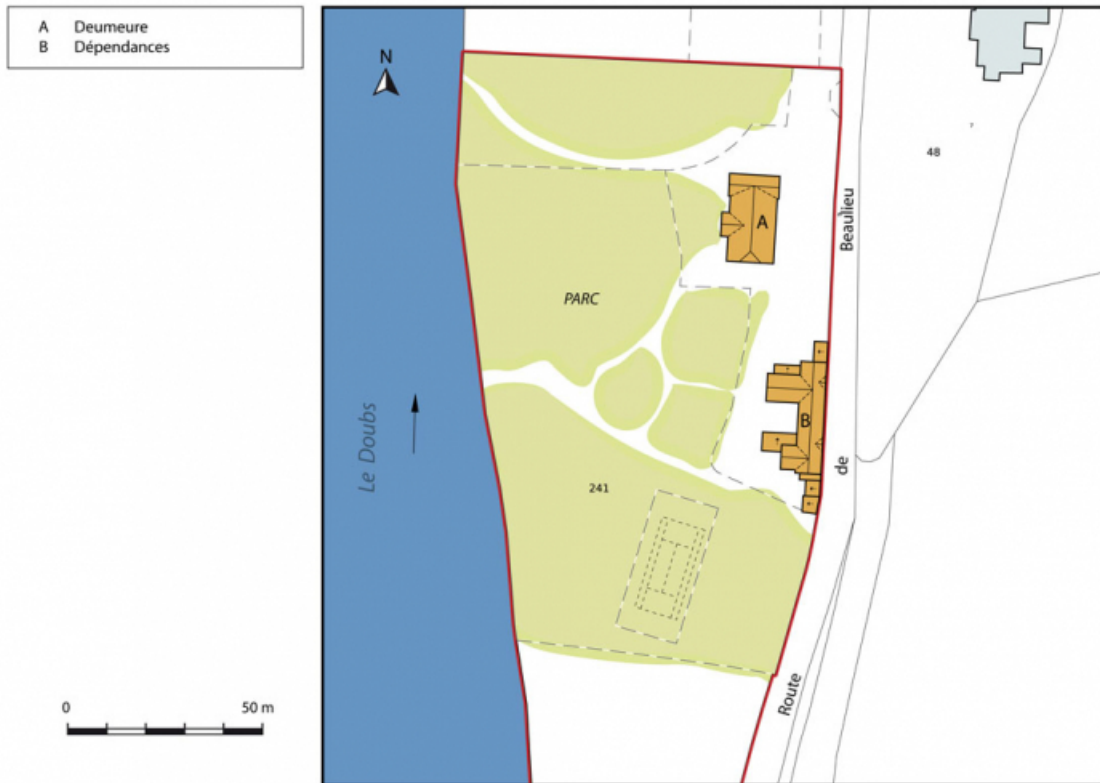 A Deumeure
B Dépendances
N
48
A
Beaulieu
PARC
B
Le Doubs
de
241
Route
0 50 m